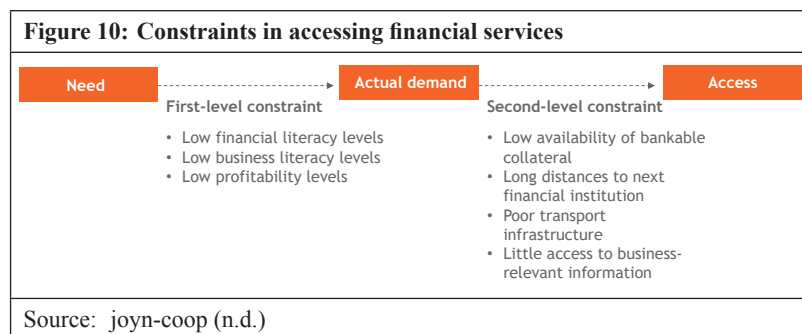 Figure 10: Constraints in accessing financial services
Need
Actual demand
Access
First-level constraint
• Low financial literacy levels
• Low business literacy levels
• Low profitability levels
Second-level constraint
• Low availability of bankable
collateral
• Long distances to next
financial institution
• Poor transport
infrastructure
• Little access to business-
relevant information
Source: joyn-coop (n.d.)